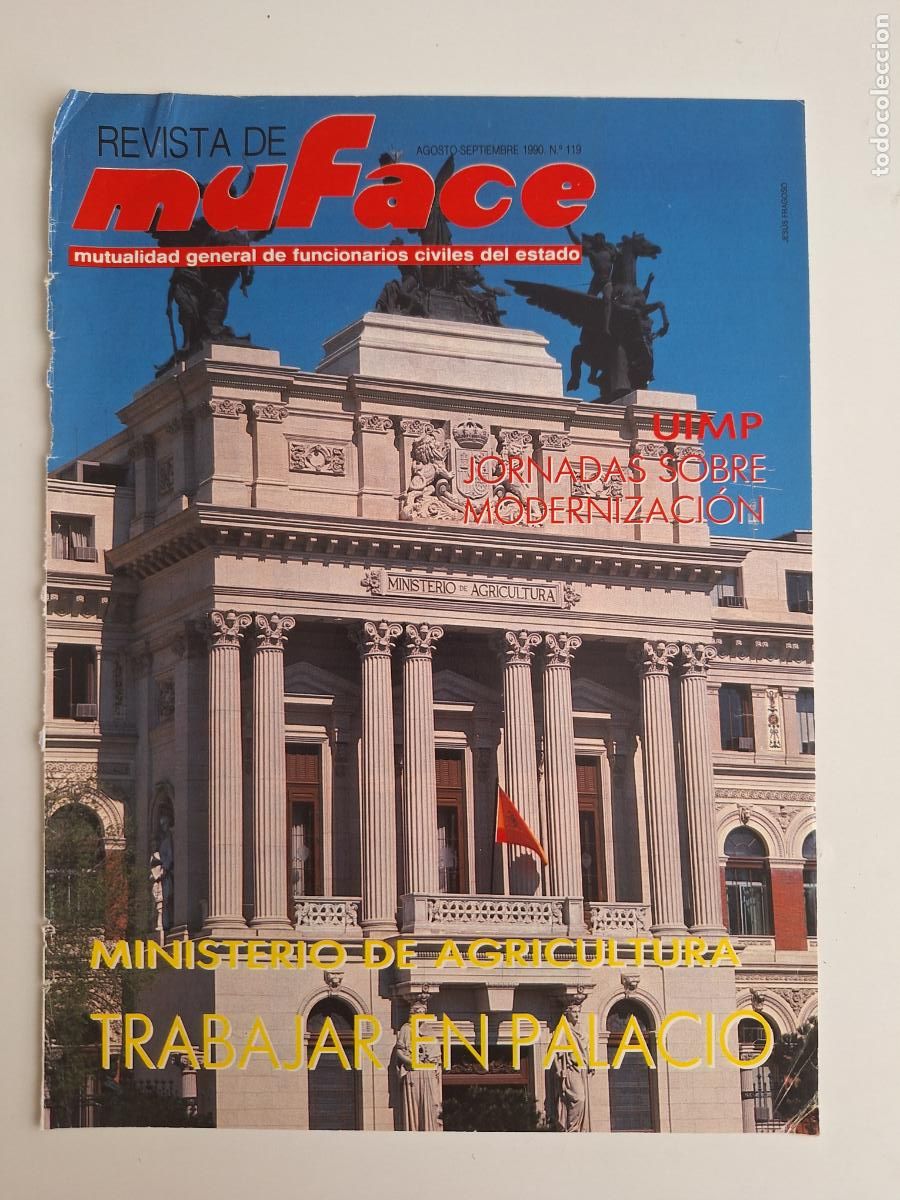 REVISTA DE
AGOSTO-SEPTIEMBRE 1990. N.º 119
muface
mutualidad general de funcionarios civiles del estado
JESÚS FRAGOSO
UIMP
JORNADAS SOBRE
MODERNIZACIÓN
MINISTERIO DE AGRICULTURA
MINISTERIO DE AGRICULTURA
TRABAJAR EN PALACIO
todocoleccion